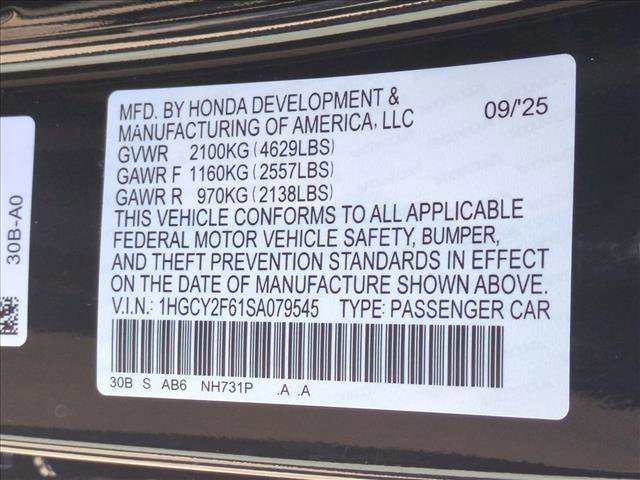 MFD. BY HONDA DEVELOPMENT & 09/'25
MANUFACTURING OF AMERICA, LLC
GVWR 2100KG (4629LBS)
GAWR F 1160KG (2557LBS)
GAWR R 970KG (2138LBS)
THIS VEHICLE CONFORMS TO ALL APPLICABLE
FEDERAL MOTOR VEHICLE SAFETY, BUMPER,
AND THEFT PREVENTION STANDARDS IN EFFECT
ON THE DATE OF MANUFACTURE SHOWN ABOVE.
V.I.N.: 1HGCY2F61SA079545 TYPE: PASSENGER CAR
30B S AB6 NH731P .A .A
30B-A0